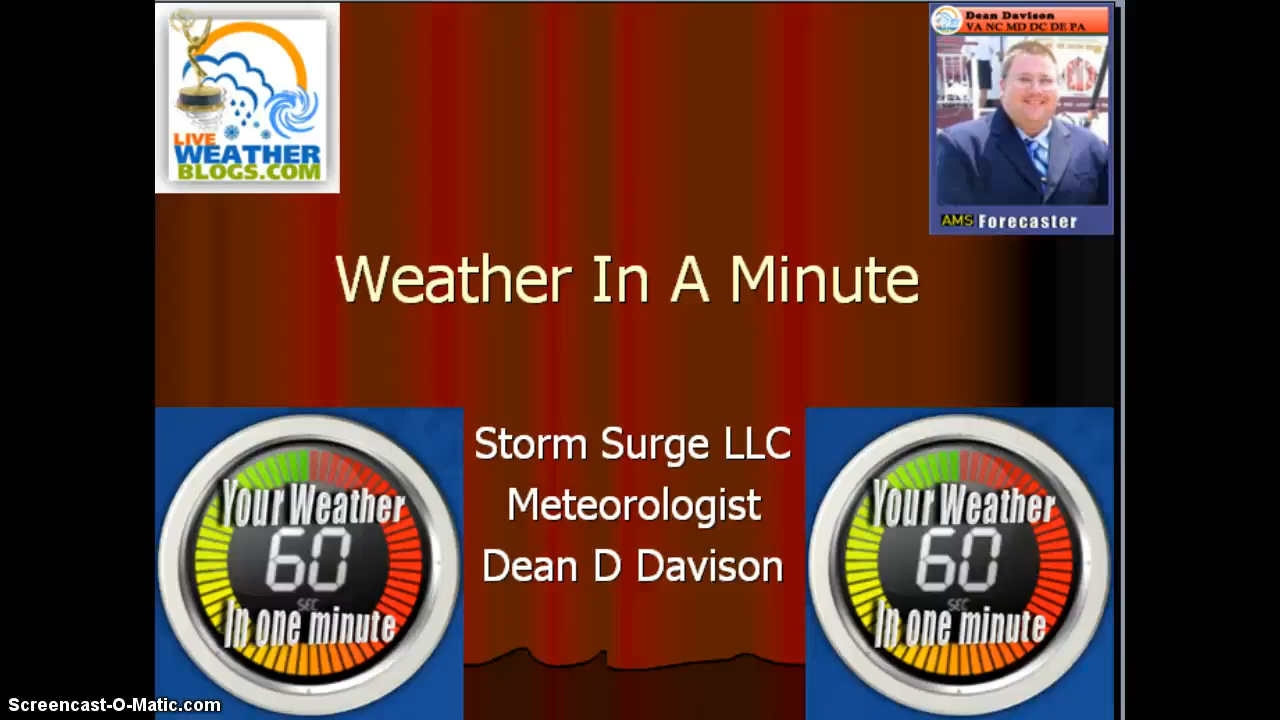 LIVE
WEATHER
BLOGS.COM
Dean Davison
VA NC MD DC DE PA
AMS Forecaster
Weather In A Minute
Storm Surge LLC
Meteorologist
Dean D Davison
Your Weather
60
SEC
In one minute
Your Weather
60
SEC
In one minute
Screencast-O-Matic.com